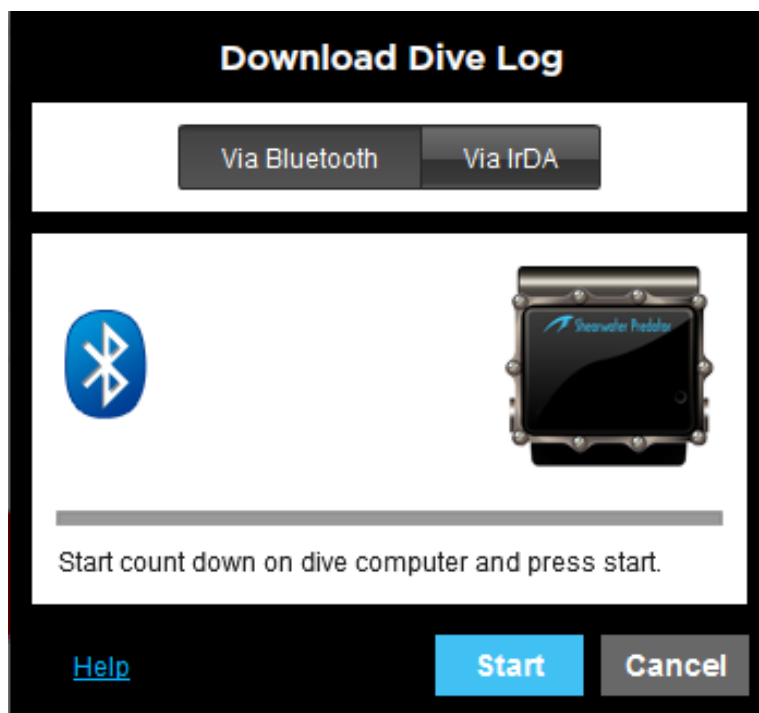 Download Dive Log
Via Bluetooth Via IrDA
Shearwater Predator
Start count down on dive computer and press start.
Help Start Cancel